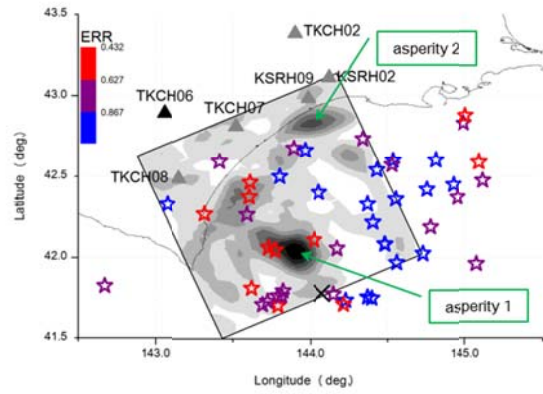 43.5
ERR
0.432
0.627
0.867
TKCH02
asperity 2
KSRH09
KSRH02
43.0
TKCH06
TKCH07
42.5
TKCH08
Latitude (deg.)
42.0
asperity 1
41.5
143.0 144.0 145.0
Longitude (deg.)